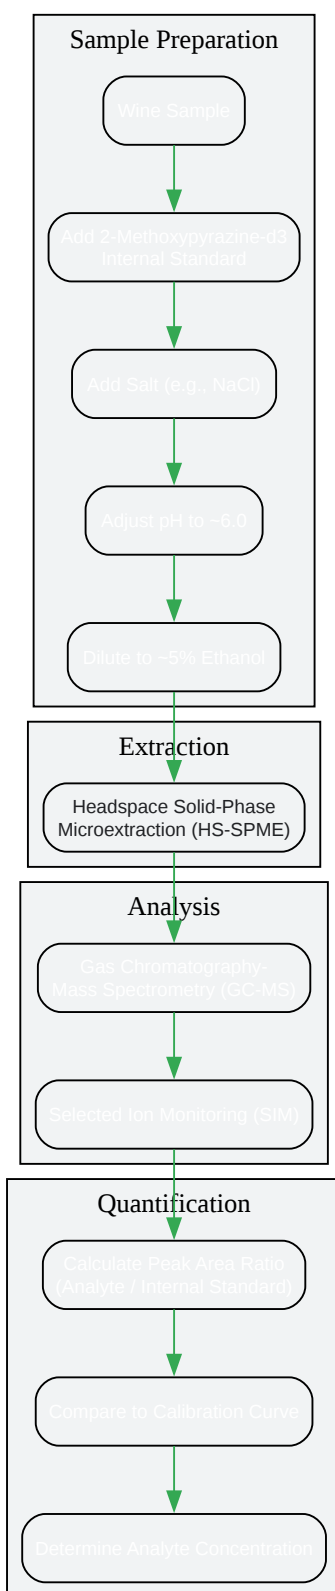 Sample Preparation
Wine Sample
Add 2-Methoxypyrazine-d3
Internal Standard
Add Salt (e.g., NaCl)
Adjust pH to ~6.0
Dilute to ~5% Ethanol
Extraction
Headspace Solid-Phase
Microextraction (HS-SPME)
Analysis
Gas Chromatography-
Mass Spectrometry (GC-MS)
Selected Ion Monitoring (SIM)
Quantification
Calculate Peak Area Ratio
(Analyte / Internal Standard)
Compare to Calibration Curve
Determine Analyte Concentration